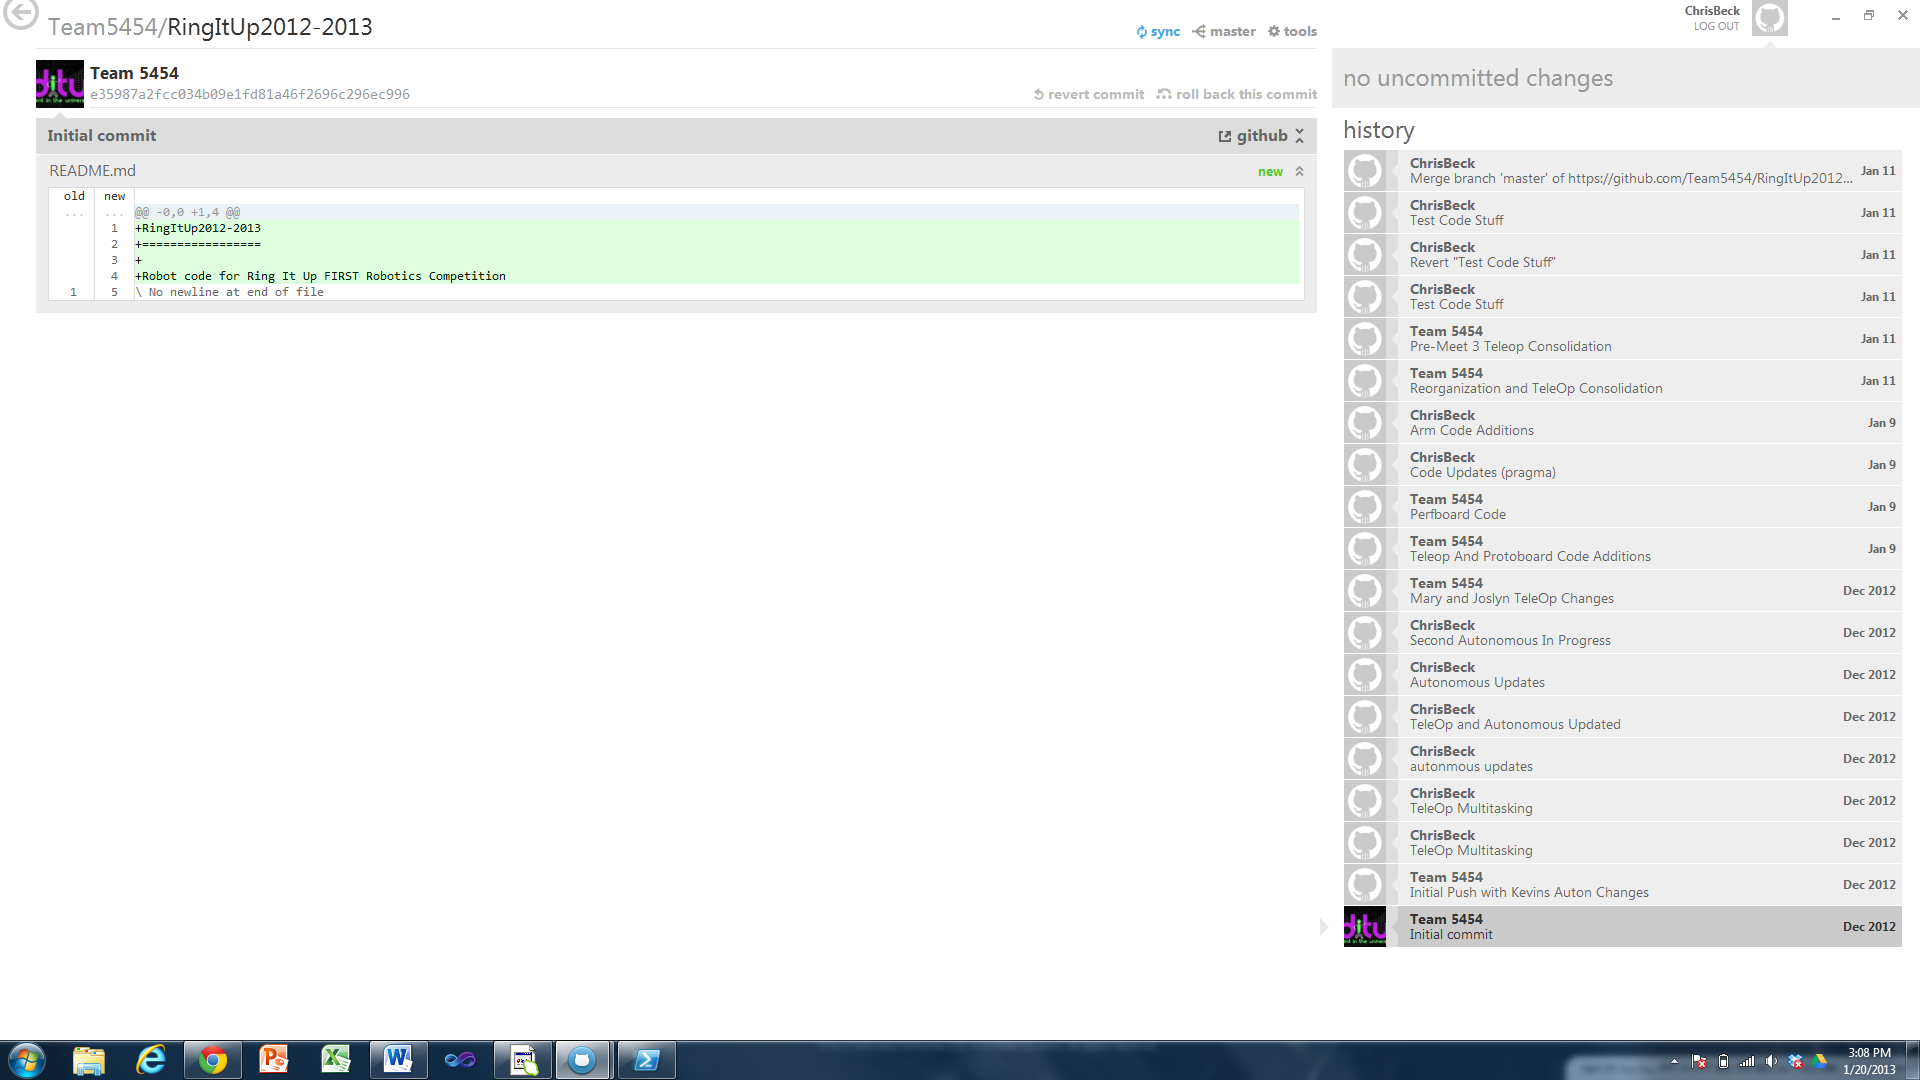 Team5454/RingItUp2012-2013
sync master tools
ChrisBeck
LOG OUT
Team 5454
e35987a2fcc034b09e1fd81a46f2696c296ec996
revert commit roll back this commit
Initial commit
github
README.md
new
old new
... ... @@ -0,0 +1,4 @@
1 +RingItUp2012-2013
2 +=================
3 +
4 +Robot code for Ring It Up FIRST Robotics Competition
1 5 \ No newline at end of file
no uncommitted changes
history
ChrisBeck
Merge branch 'master' of https://github.com/Team5454/RingItUp2012... Jan 11
ChrisBeck
Test Code Stuff Jan 11
ChrisBeck
Revert "Test Code Stuff" Jan 11
ChrisBeck
Test Code Stuff Jan 11
Team 5454
Pre-Meet 3 Teleop Consolidation Jan 11
Team 5454
Reorganization and TeleOp Consolidation Jan 11
ChrisBeck
Arm Code Additions Jan 9
ChrisBeck
Code Updates (pragma) Jan 9
Team 5454
Perfboard Code Jan 9
Team 5454
Teleop And Protoboard Code Additions Jan 9
Team 5454
Mary and Joslyn TeleOp Changes Dec 2012
ChrisBeck
Second Autonomous In Progress Dec 2012
ChrisBeck
Autonomous Updates Dec 2012
ChrisBeck
TeleOp and Autonomous Updated Dec 2012
ChrisBeck
autonmous updates Dec 2012
ChrisBeck
TeleOp Multitasking Dec 2012
ChrisBeck
TeleOp Multitasking Dec 2012
Team 5454
Initial Push with Kevins Auton Changes Dec 2012
Team 5454
Initial commit Dec 2012
3:08 PM
1/20/2013